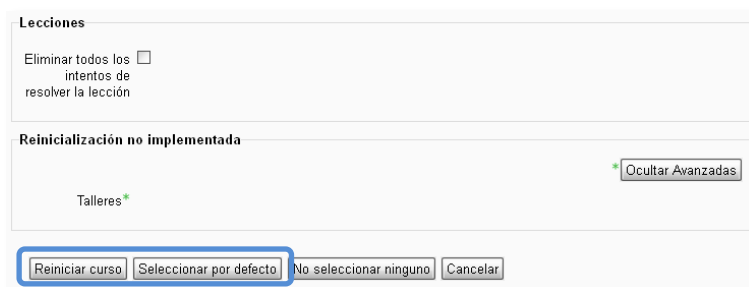 Lecciones
Eliminar todos los
intentos de
resolver la lección
Reinicialización no implementada
* Ocultar Avanzadas
Talleres*
Reiniciar curso Seleccionar por defecto No seleccionar ninguno Cancelar